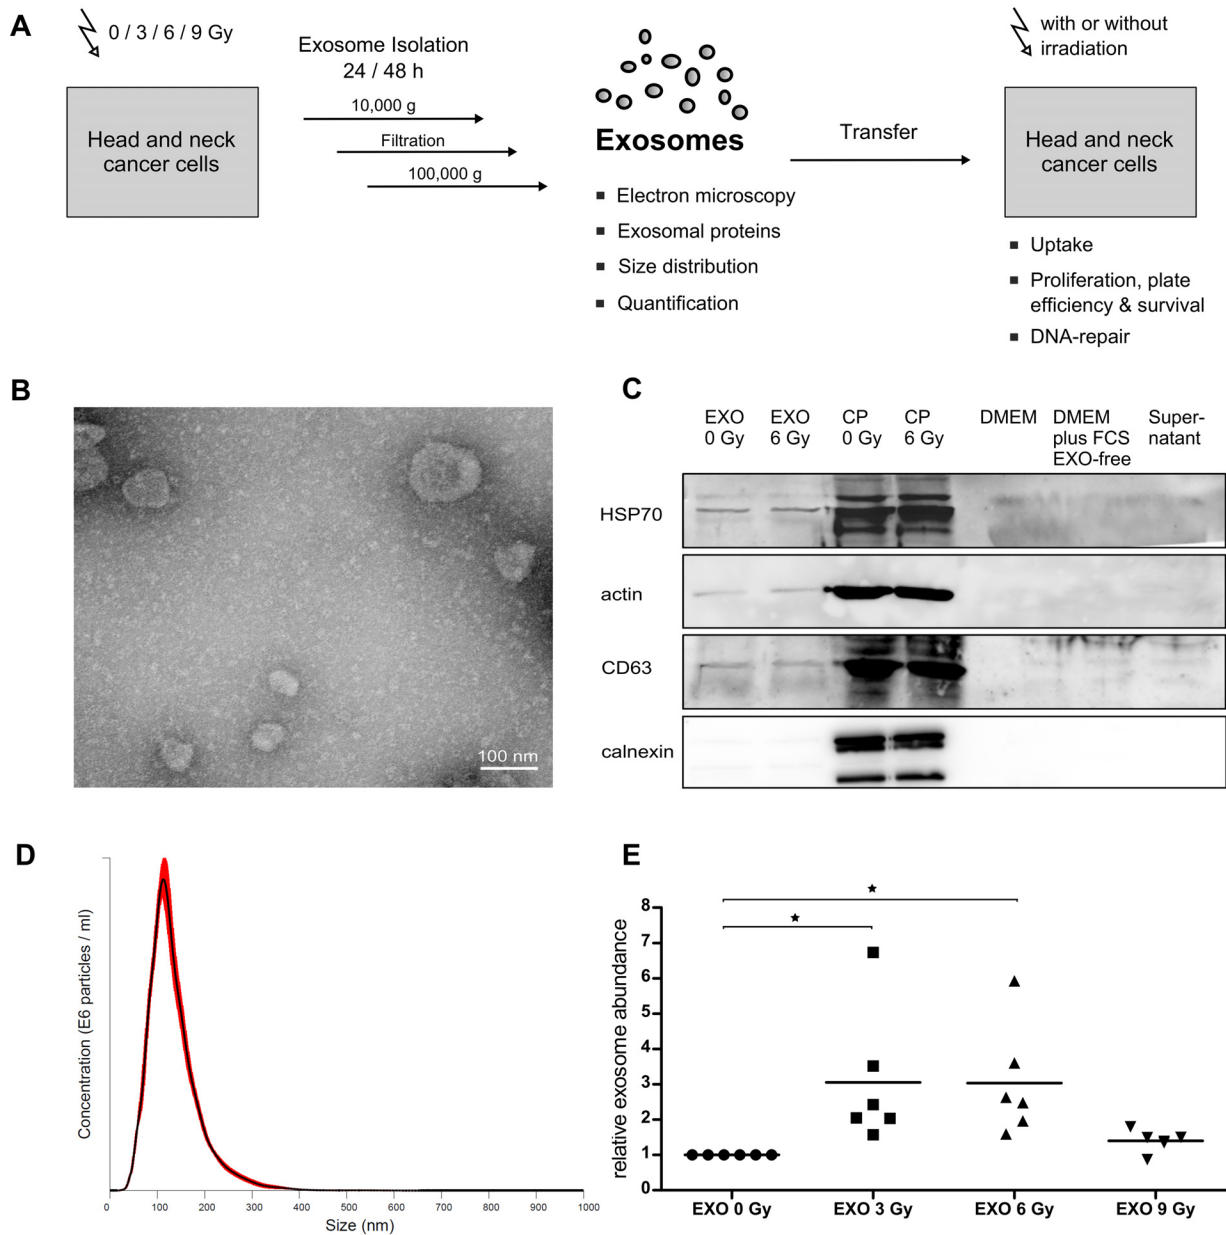 A
0 / 3 / 6 / 9 Gy
Head and neck
cancer cells
Exosome Isolation
24 / 48 h
10,000 g
Filtration
100,000 g
Exosomes
■ Electron microscopy
■ Exosomal proteins
■ Size distribution
■ Quantification
Transfer
with or without
irradiation
Head and neck
cancer cells
■ Uptake
■ Proliferation, plate
efficiency & survival
■ DNA-repair
B
100 nm
C
EXO
0 Gy
EXO
6 Gy
CP
0 Gy
CP
6 Gy
DMEM
DMEM
plus FCS
EXO-free
Super-
natant
HSP70
actin
CD63
calnexin
D
Concentration (E6 particles / ml)
0 100 200 300 400 500 600 700 800 900 1000
Size (nm)
E
relative exosome abundance
8
7
6
5
4
3
2
1
0
EXO 0 Gy EXO 3 Gy EXO 6 Gy EXO 9 Gy